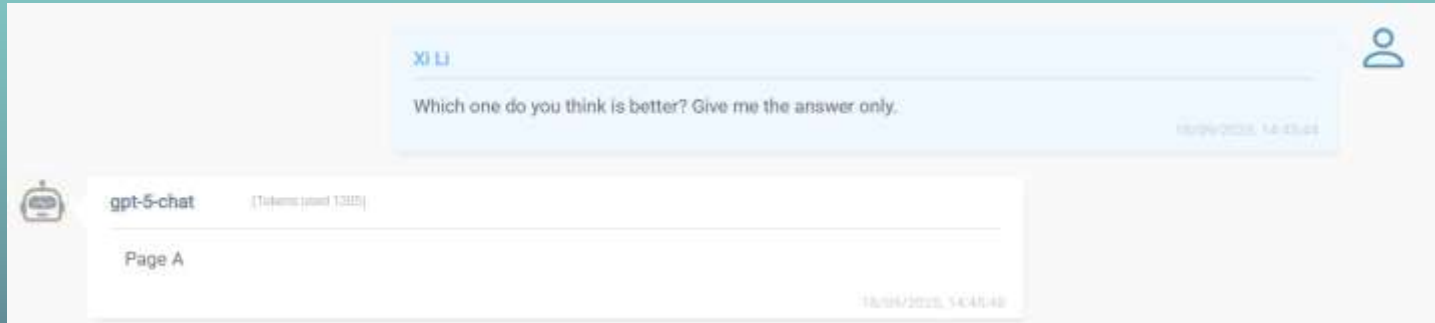 Xi Li
Which one do you think is better? Give me the answer only.
gpt-5-chat
Page A